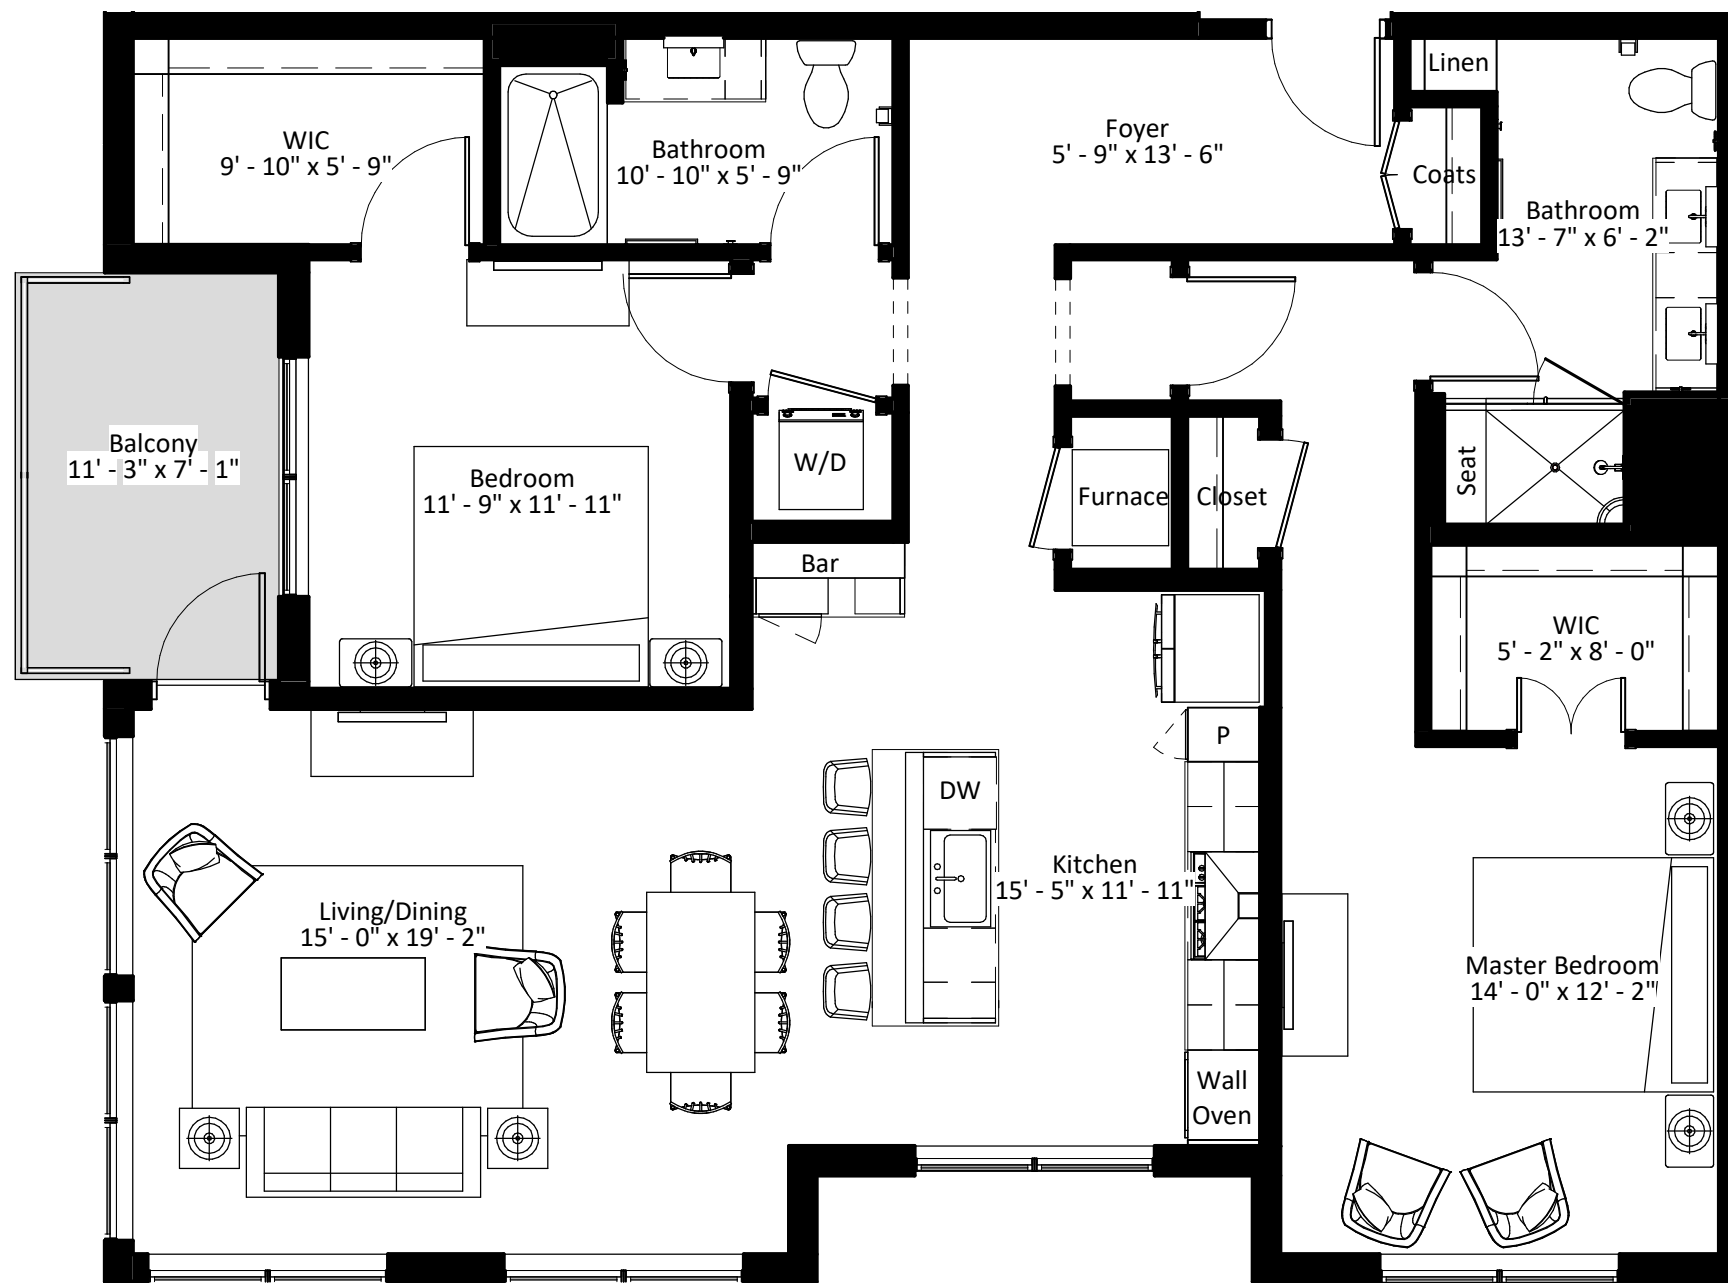 Linen
WIC
9' - 10" x 5' - 9"
Bathroom
10' - 10" x 5' - 9"
Foyer
5' - 9" x 13' - 6"
Coats
Bathroom
13' - 7" x 6' - 2"
Balcony
11' - 3" x 7' - 1"
Bedroom
11' - 9" x 11' - 11"
W/D
Furnace
Closet
Seat
Bar
WIC
5' - 2" x 8' - 0"
P
DW
Kitchen
15' - 5" x 11' - 11"
Living/Dining
15' - 0" x 19' - 2"
Master Bedroom
14' - 0" x 12' - 2"
Wall
Oven